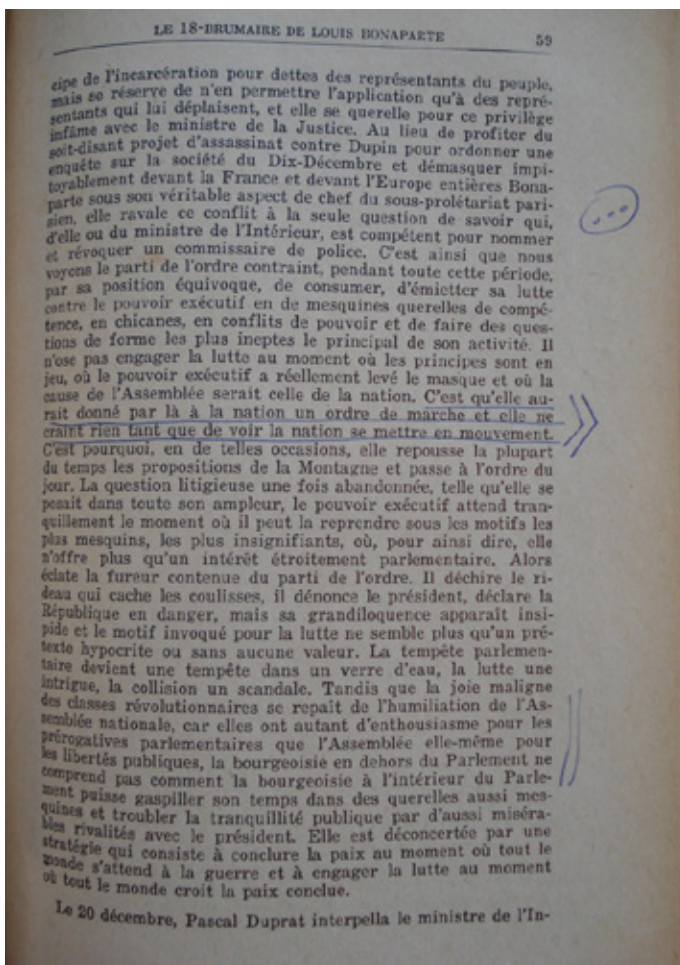 LE 18-BRUMAIRE DE LOUIS BONAPARTE 59
cipe de l'incarcération pour dettes des représentants du peuple,
mais se réserve de n'en permettre l'application qu'à des repré-
sentants qui lui déplaisent, et elle se querelle pour ce privilège
infâme avec le ministre de la Justice. Au lieu de profiter du
soit-disant projet d'assassinat contre Dupin pour ordonner une
enquête sur la société du Dix-Décembre et démasquer impi-
toyablement devant la France et devant l'Europe entières Bona-
parte sous son véritable aspect de chef du sous-prolétariat pari-
sien, elle ravale ce conflit à la seule question de savoir qui,
d'elle ou du ministre de l'Intérieur, est compétent pour nommer
et révoquer un commissaire de police. C'est ainsi que nous
voyons le parti de l'ordre contraint, pendant toute cette période,
par sa position équivoque, de consumer, d'émietter sa lutte
contre le pouvoir exécutif en de mesquines querelles de compé-
tence, en chicanes, en conflits de pouvoir et de faire des ques-
tions de forme les plus ineptes le principal de son activité. Il
n'ose pas engager la lutte au moment où les principes sont en
jeu, où le pouvoir exécutif a réellement levé le masque et où la
cause de l'Assemblée serait celle de la nation. C'est qu'elle au-
rait donné par là à la nation un ordre de marche et elle ne
craint rien tant que de voir la nation se mettre en mouvement.
C'est pourquoi, en de telles occasions, elle repousse la plupart
du temps les propositions de la Montagne et passe à l'ordre du
jour. La question litigieuse une fois abandonnée, telle qu'elle se
posait dans toute son ampleur, le pouvoir exécutif attend tran-
quillement le moment où il peut la reprendre sous les motifs les
plus mesquins, les plus insignifiants, où, pour ainsi dire, elle
n'offre plus qu'un intérêt étroitement parlementaire. Alors
éclate la fureur contenue du parti de l'ordre. Il déchire le ri-
deau qui cache les coulisses, il dénonce le président, déclare la
République en danger, mais sa grandiloquence apparaît insi-
pide et le motif invoqué pour la lutte ne semble plus qu'un pré-
texte hypocrite ou sans aucune valeur. La tempête parlemen-
taire devient une tempête dans un verre d'eau, la lutte une
intrigue, la collision un scandale. Tandis que la joie maligne
des classes révolutionnaires se repaît de l'humiliation de l'As-
semblée nationale, car elles ont autant d'enthousiasme pour les
prérogatives parlementaires que l'Assemblée elle-même pour
les libertés publiques, la bourgeoisie en dehors du Parlement ne
comprend pas comment la bourgeoisie à l'intérieur du Parle-
ment puisse gaspiller son temps dans des querelles aussi mes-
quines et troubler la tranquillité publique par d'aussi miséra-
bles rivalités avec le président. Elle est déconcertée par une
stratégie qui consiste à conclure la paix au moment où tout le
monde s'attend à la guerre et à engager la lutte au moment
où tout le monde croit la paix conclue.
Le 20 décembre, Pascal Duprat interpella le ministre de l'In-